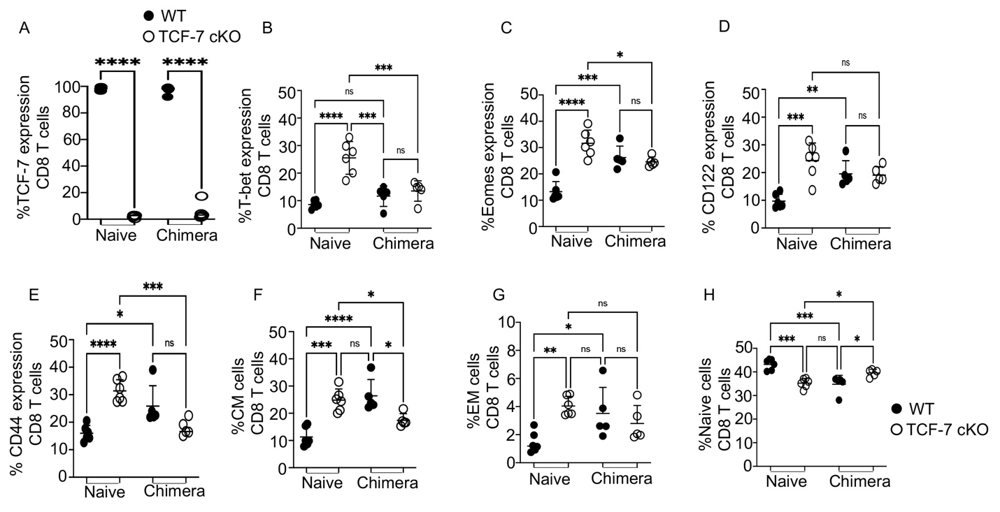 A
WT
TCF-7 cKO
**** ****
%TCF-7 expression
CD8 T cells
100
80
60
40
20
0
Naive Chimera
B
***
ns
**** ***
ns
%T-bet expression
CD8 T cells
50
40
30
20
10
0
Naive Chimera
C
*
***
**** ns
%Eomes expression
CD8 T cells
50
40
30
20
10
0
Naive Chimera
D
ns
**
*** ns
% CD122 expression
CD8 T cells
50
40
30
20
10
0
Naive Chimera
E
***
*
**** ns
% CD44 expression
CD8 T cells
50
40
30
20
10
0
Naive Chimera
F
*
****
*** ns *
%CM cells
CD8 T cells
50
40
30
20
10
0
Naive Chimera
G
ns
*
** ns ns
%EM cells
CD8 T cells
10
8
6
4
2
0
Naive Chimera
H
*
***
*** ns *
%Naive cells
CD8 T cells
50
40
30
20
10
0
Naive Chimera
WT
TCF-7 cKO